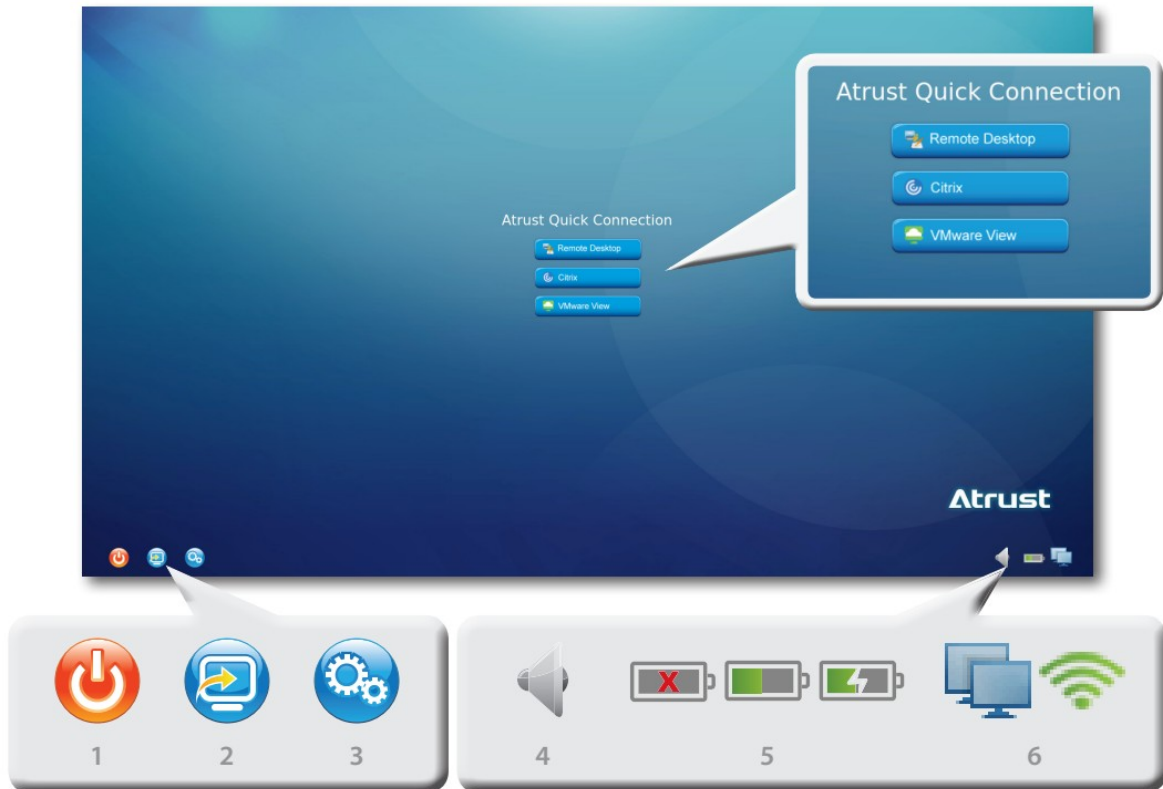 Atrust Quick Connection
Remote Desktop
Citrix
VMware View
Atrust Quick Connection
Remote Desktop
Citrix
VMware View
Atrust
1 2 3 4 5 6